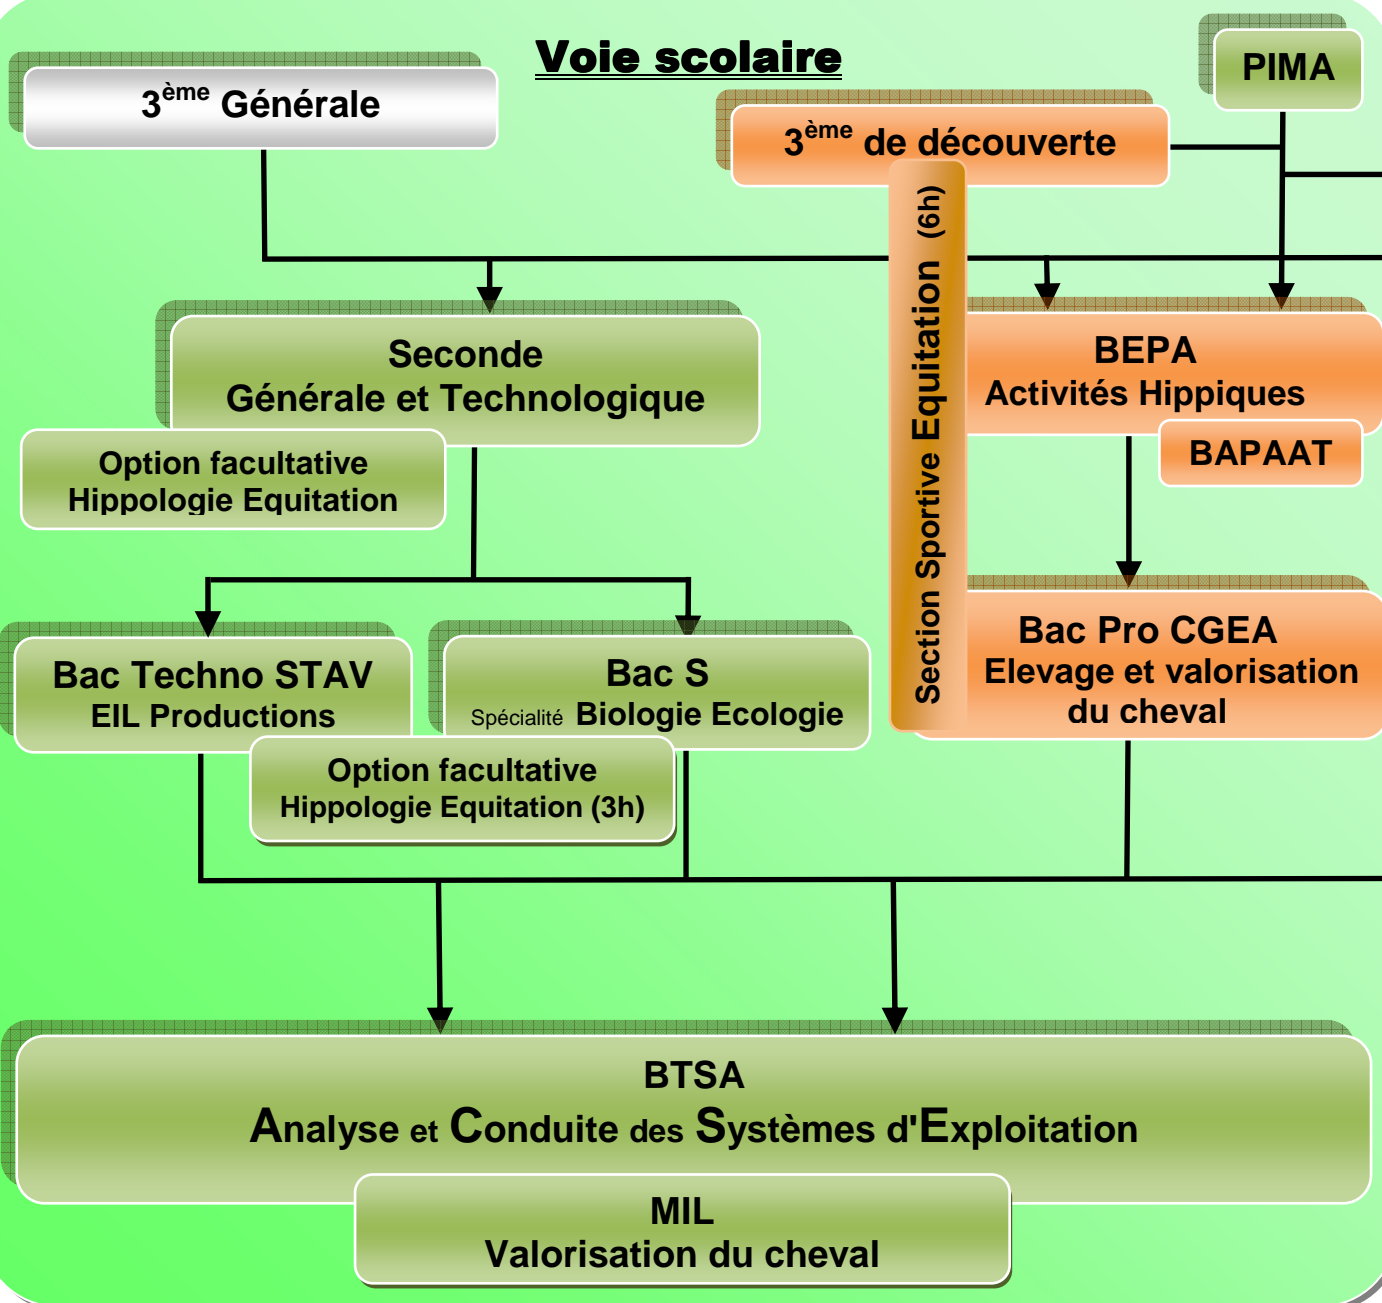 Voie scolaire
PIMA
3ème Générale
3ème de découverte
Section Sportive Equitation (6h)
Seconde
Générale et Technologique
Option facultative
Hippologie Equitation
BEPA
Activités Hippiques
BAPAAT
Bac Techno STAV
EIL Productions
Bac S
Spécialité Biologie Ecologie
Option facultative
Hippologie Equitation (3h)
Bac Pro CGEA
Elevage et valorisation
du cheval
BTSA
Analyse et Conduite des Systèmes d'Exploitation
MIL
Valorisation du cheval